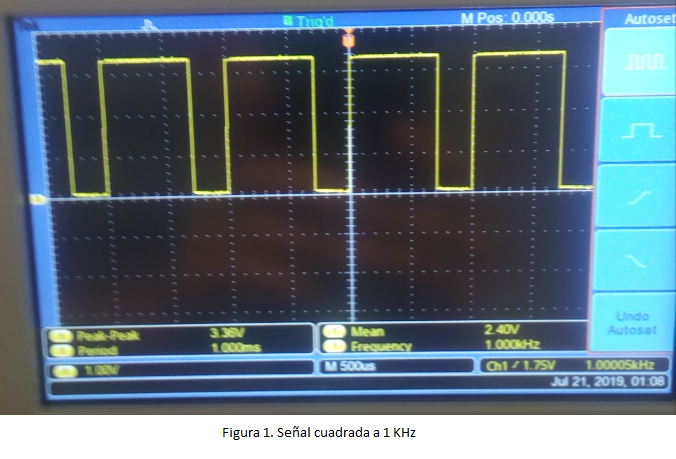 Trig'd M Pos: 0.000s Autoset
Undo
Autoset
Peak-Peak 3.36V Mean 2.40V
Period 1.000ms Frequency 1.000kHz
1.00V M 500us Ch1 1.75V 1.00005kHz
Jul 21, 2019, 01:08
Figura 1. Señal cuadrada a 1 KHz